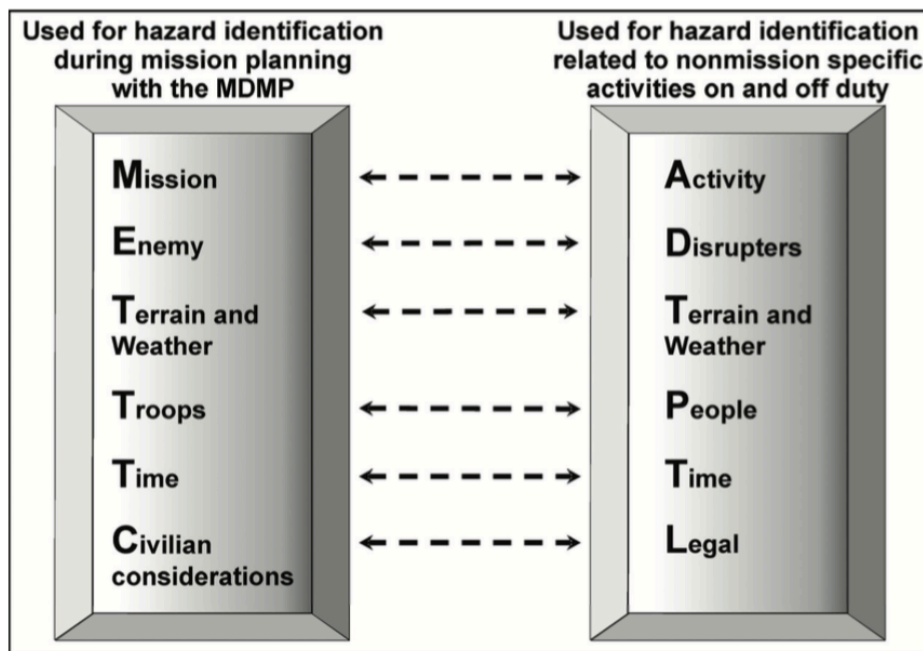 Used for hazard identification
during mission planning
with the MDMP
Mission
Enemy
Terrain and
Weather
Troops
Time
Civilian
considerations
Used for hazard identification
related to nonmission specific
activities on and off duty
Activity
Disrupters
Terrain and
Weather
People
Time
Legal